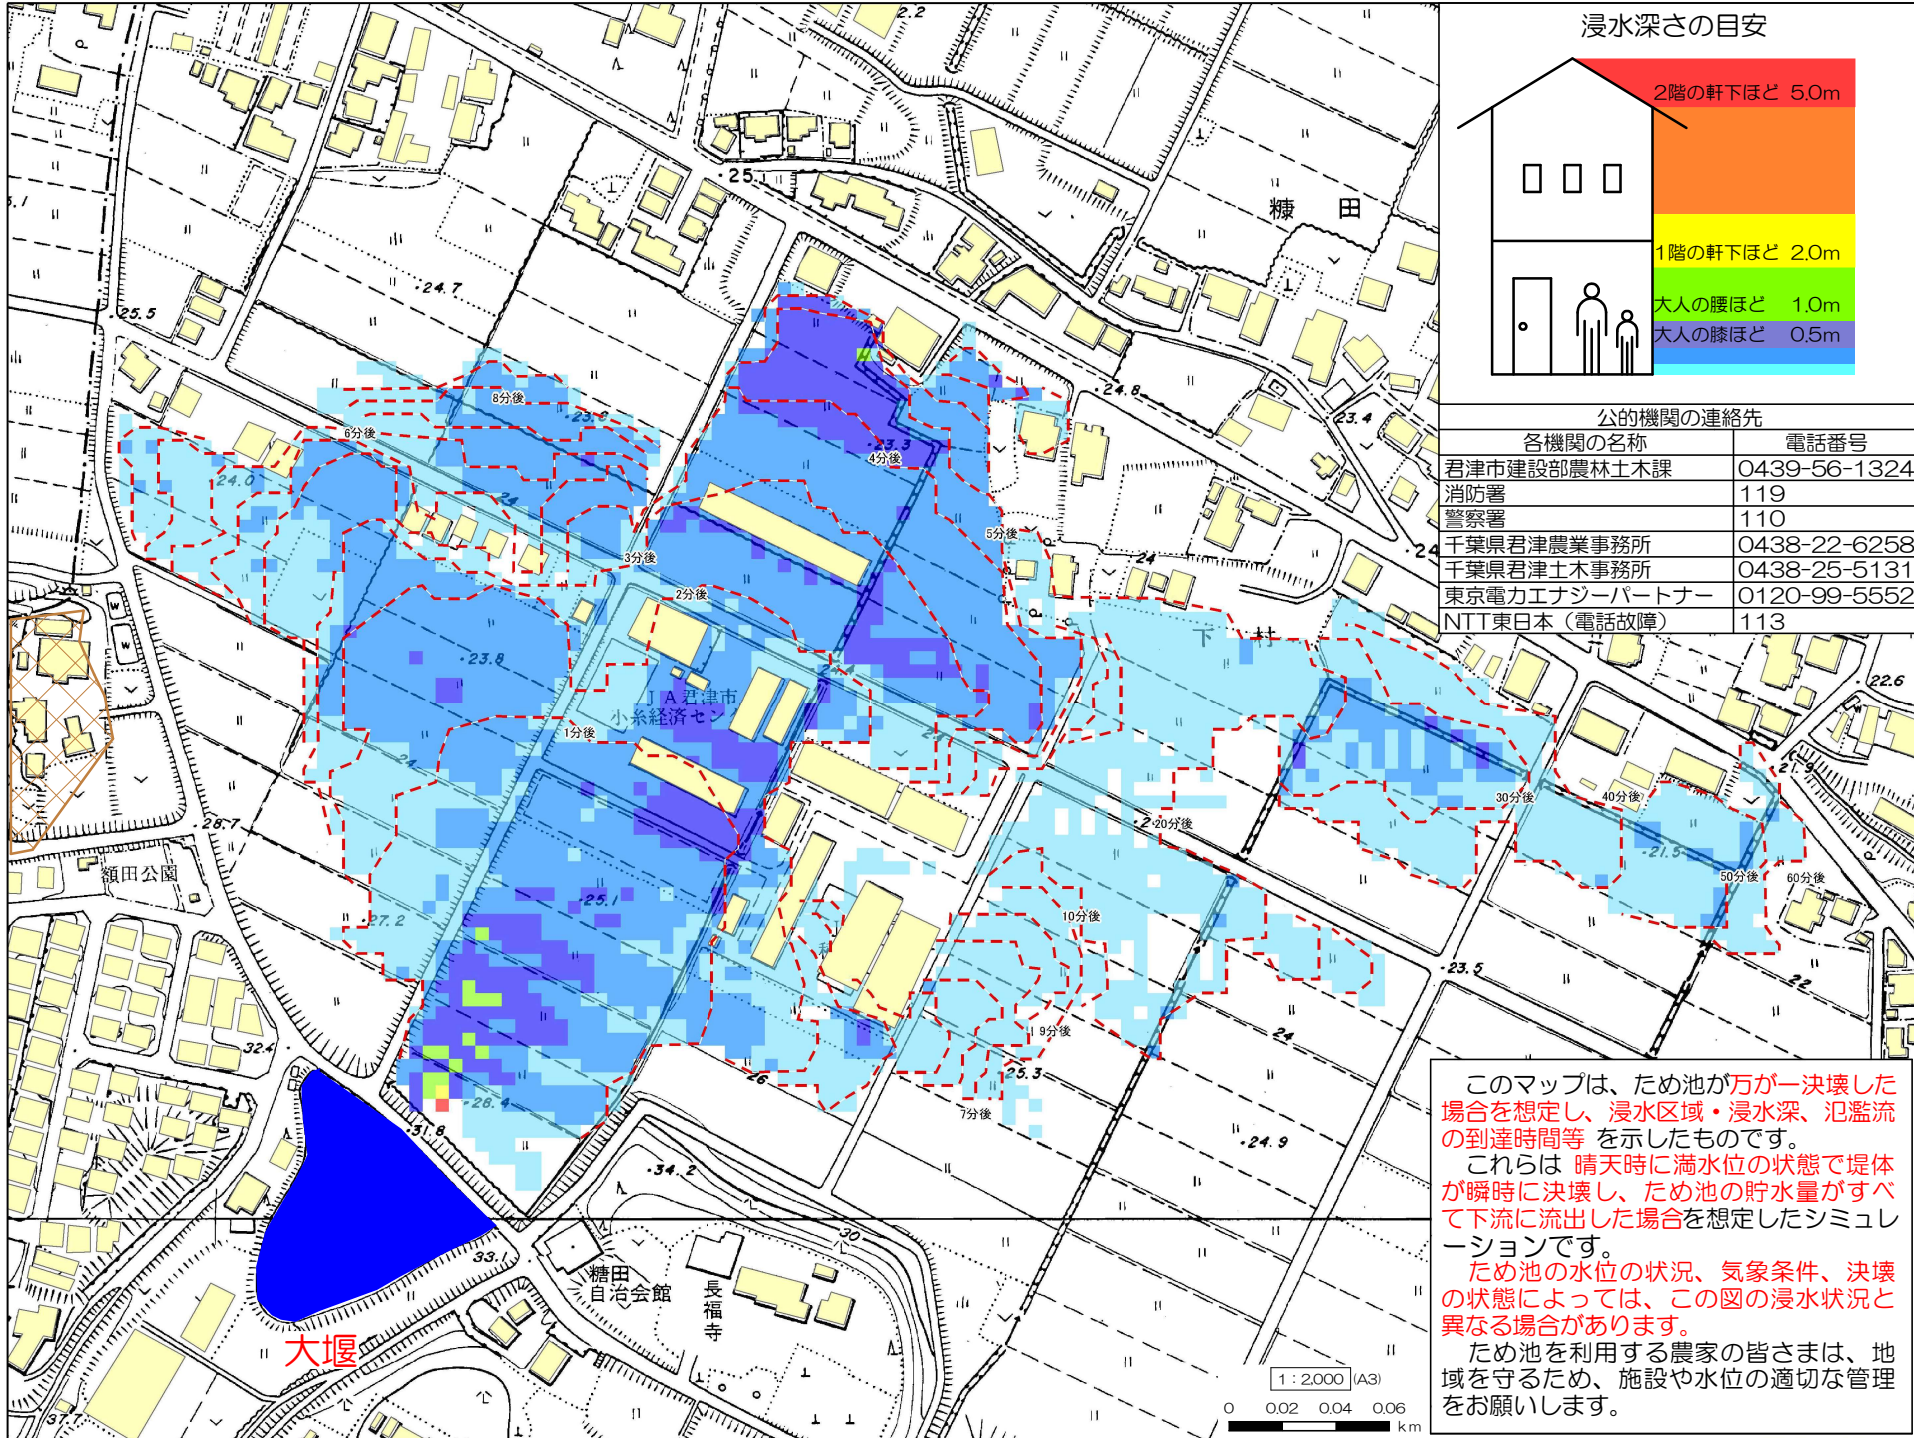 浸水深さの目安
2階の軒下ほど 5.0m
1階の軒下ほど 2.0m
大人の腰ほど 1.0m
大人の膝ほど 0.5m
公的機関の連絡先
各機関の名称 電話番号
君津市建設部農林土木課 0439-56-1324
消防署 119
警察署 110
千葉県君津農業事務所 0438-22-6258
千葉県君津土木事務所 0438-25-5131
東京電力エナジーパートナー 0120-99-5552
NTT東日本（電話故障） 113
糠 田
25.5
24.7
24.8
23.4
8分後
23.6
6分後
24.0
24
23.3
4分後
5分後
3分後
2分後
24
下 村
23.8
24.4
JA君津市
小糸経済セン
1分後
24
22.6
21.9
30分後
40分後
20分後
21.5
50分後
60分後
28.7
額田公園
25.1
27.2
10分後
23.5
22
24
9分後
25.3
7分後
26
24.9
32.4
28.4
31.8
34.2
33.1
30
糖田
自治会館
長福寺
大堰
37.7
1：2,000 (A3)
0 0.02 0.04 0.06
km
このマップは、ため池が万が一決壊した
場合を想定し、浸水区域・浸水深、氾濫流
の到達時間等 を示したものです。
これらは 晴天時に満水位の状態で堤体
が瞬時に決壊し、ため池の貯水量がすべ
て下流に流出した場合を想定したシミュレ
ーションです。
ため池の水位の状況、気象条件、決壊
の状態によっては、この図の浸水状況と
異なる場合があります。
ため池を利用する農家の皆さまは、地
域を守るため、施設や水位の適切な管理
をお願いします。